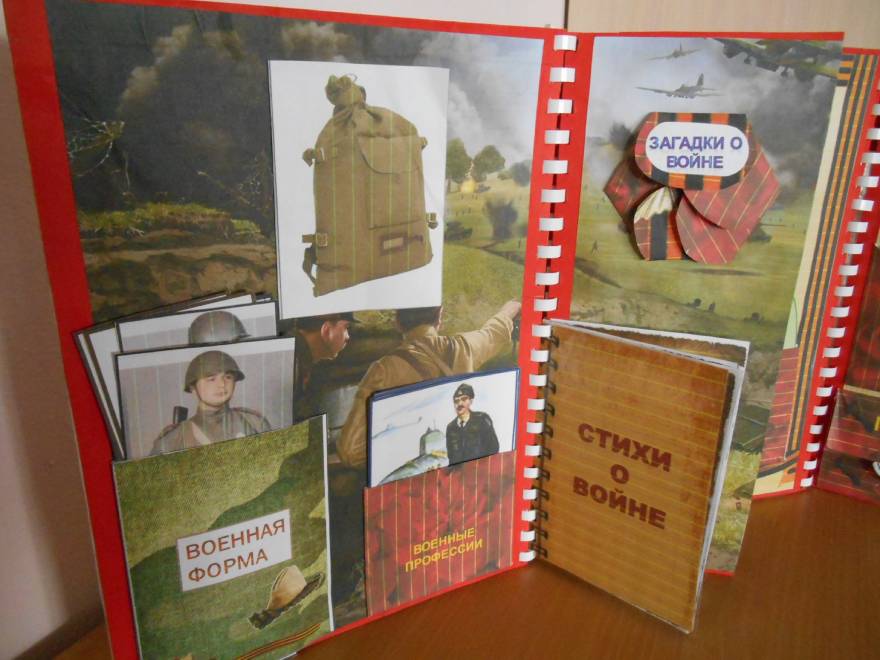 ВОЕННАЯ
ФОРМА
ВОЕННЫЕ
ПРОФЕССИИ
ЗАГАДКИ О
ВОЙНЕ
СТИХИ
О
ВОЙНЕ